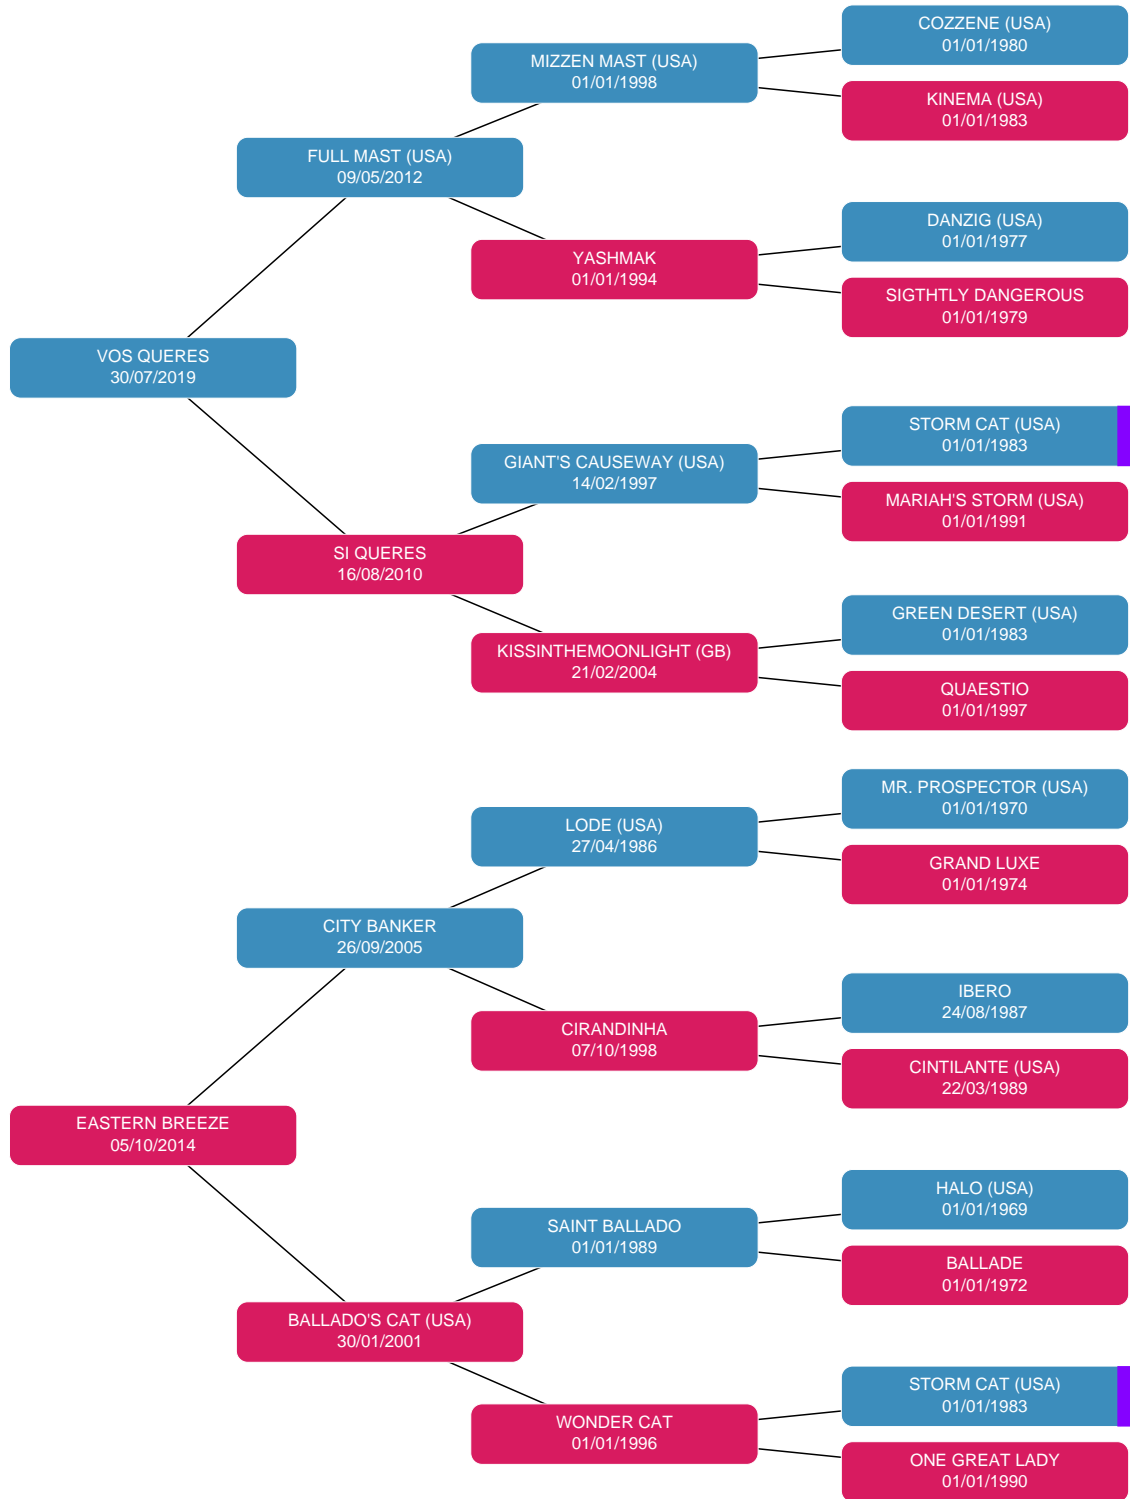 COZZENE (USA)
01/01/1980
MIZZEN MAST (USA)
01/01/1998
KINEMA (USA)
01/01/1983
FULL MAST (USA)
09/05/2012
DANZIG (USA)
01/01/1977
YASHMAK
01/01/1994
SIGTHTLY DANGEROUS
01/01/1979
VOS QUERES
30/07/2019
STORM CAT (USA)
01/01/1983
GIANT'S CAUSEWAY (USA)
14/02/1997
MARIAH'S STORM (USA)
01/01/1991
SI QUERES
16/08/2010
GREEN DESERT (USA)
01/01/1983
KISSINTHEMOONLIGHT (GB)
21/02/2004
QUAESTIO
01/01/1997
MR. PROSPECTOR (USA)
01/01/1970
LODE (USA)
27/04/1986
GRAND LUXE
01/01/1974
CITY BANKER
26/09/2005
IBERO
24/08/1987
CIRANDINHA
07/10/1998
CINTILANTE (USA)
22/03/1989
EASTERN BREEZE
05/10/2014
HALO (USA)
01/01/1969
SAINT BALLADO
01/01/1989
BALLADE
01/01/1972
BALLADO'S CAT (USA)
30/01/2001
STORM CAT (USA)
01/01/1983
WONDER CAT
01/01/1996
ONE GREAT LADY
01/01/1990